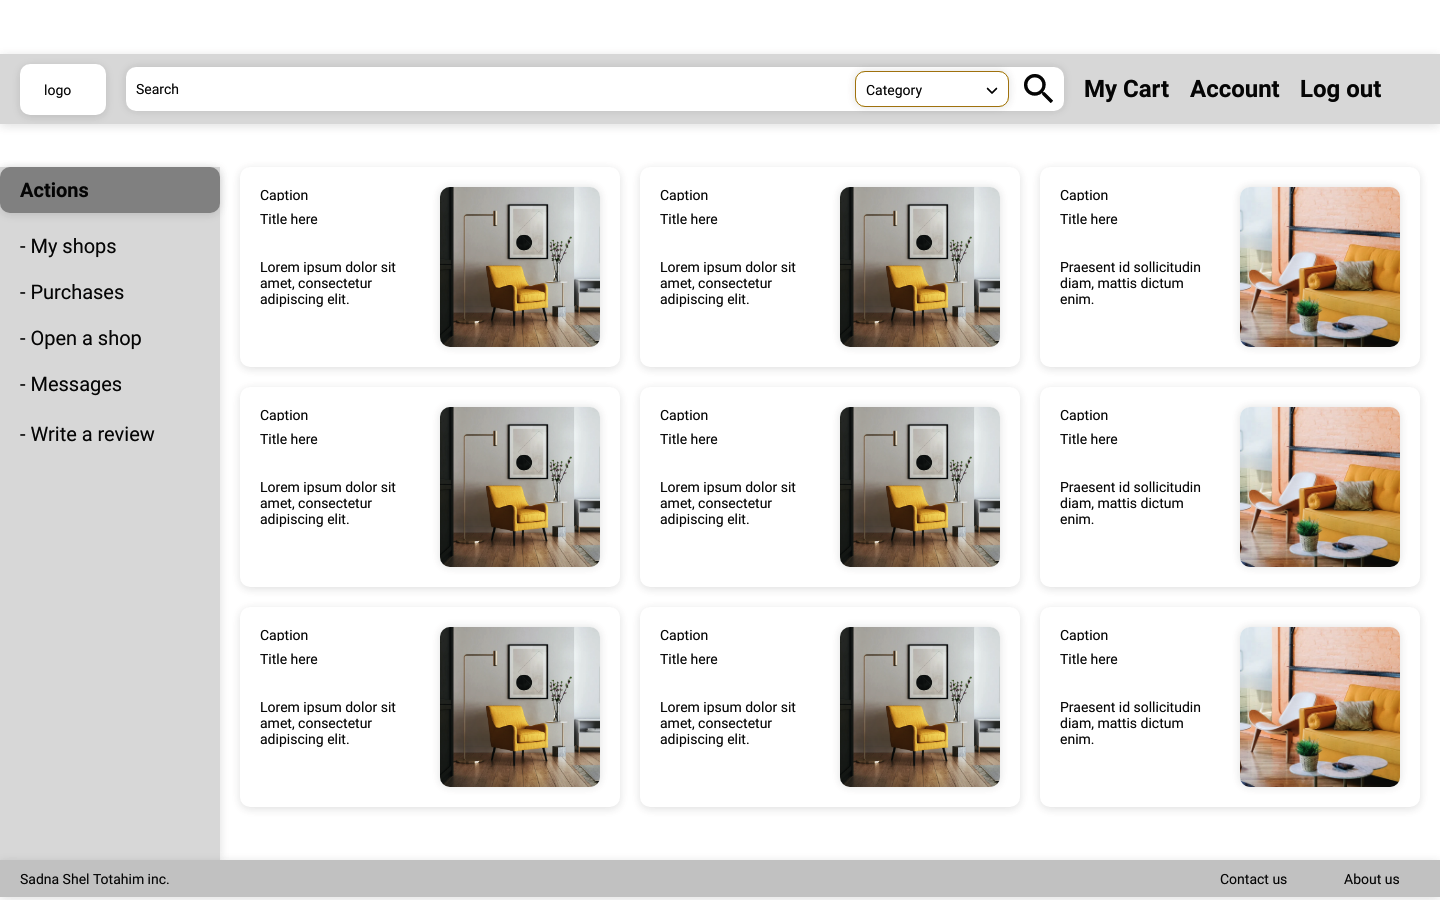 logo
Search
Category
My Cart
Account
Log out
Actions
- My shops
- Purchases
- Open a shop
- Messages
- Write a review
Caption
Title here
Lorem ipsum dolor sit
amet, consectetur
adipiscing elit.
Caption
Title here
Lorem ipsum dolor sit
amet, consectetur
adipiscing elit.
Caption
Title here
Praesent id sollicitudin
diam, mattis dictum
enim.
Caption
Title here
Lorem ipsum dolor sit
amet, consectetur
adipiscing elit.
Caption
Title here
Lorem ipsum dolor sit
amet, consectetur
adipiscing elit.
Caption
Title here
Praesent id sollicitudin
diam, mattis dictum
enim.
Caption
Title here
Lorem ipsum dolor sit
amet, consectetur
adipiscing elit.
Caption
Title here
Lorem ipsum dolor sit
amet, consectetur
adipiscing elit.
Caption
Title here
Praesent id sollicitudin
diam, mattis dictum
enim.
Sadna Shel Totahim inc.
Contact us
About us